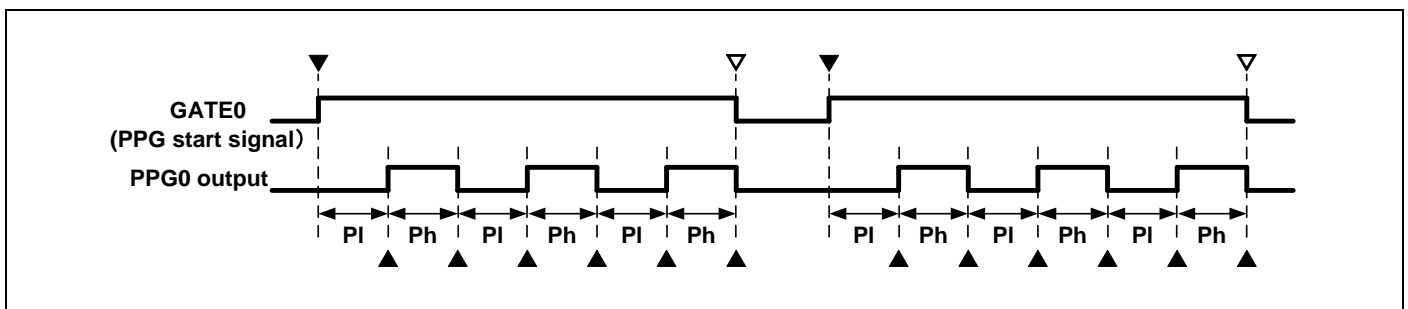 GATE0
(PPG start signal）
PPG0 output
Pl Ph Pl Ph Pl Ph Pl Ph Pl Ph Pl Ph